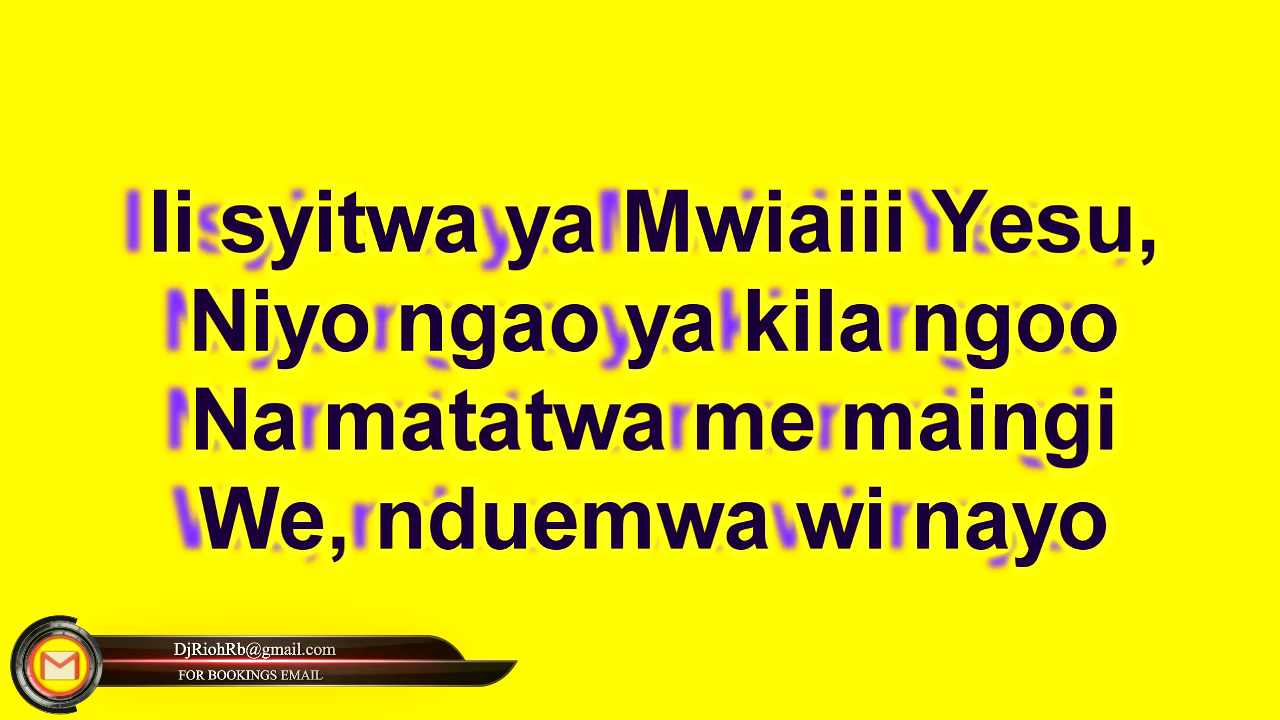 Ii syitwa ya Mwiaiii Yesu,
Niyo ngao ya kila ngoo
Na matatwa me maingi
We, nduemwa wi nayo
DjRiohRb@gmail.com
FOR BOOKINGS EMAIL